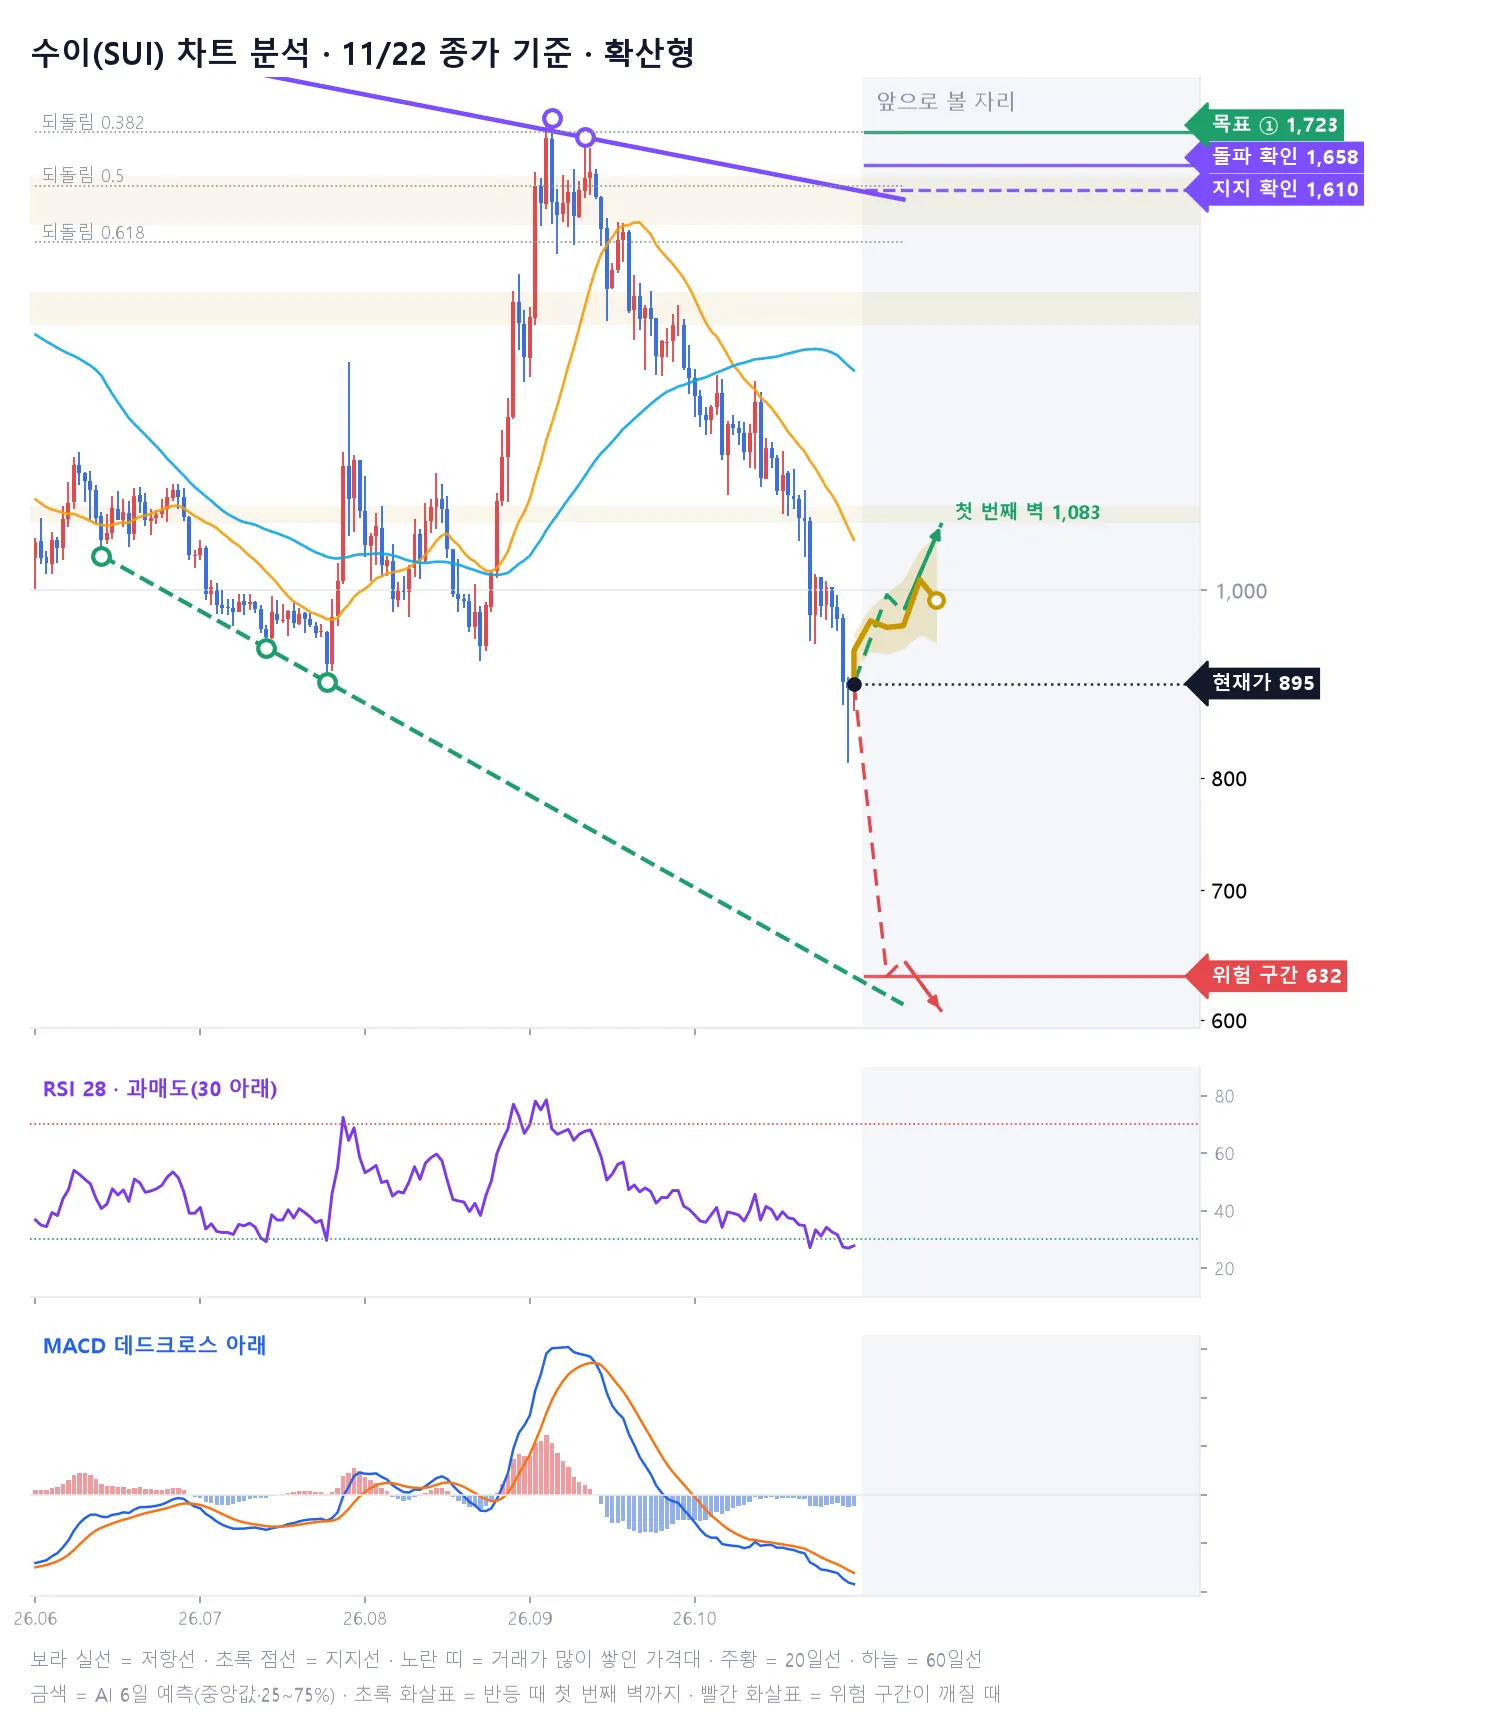 수이(SUI) 차트 분석 · 11/22 종가 기준 · 확산형
앞으로 볼 자리
되돌림 0.382
되돌림 0.5
되돌림 0.618
목표 ① 1,723
돌파 확인 1,658
지지 확인 1,610
첫 번째 벽 1,083
1,000
현재가 895
800
700
위험 구간 632
600
RSI 28 · 과매도(30 아래)
80
60
40
20
MACD 데드크로스 아래
26.06 26.07 26.08 26.09 26.10
보라 실선 = 저항선 · 초록 점선 = 지지선 · 노란 띠 = 거래가 많이 쌓인 가격대 · 주황 = 20일선 · 하늘 = 60일선
금색 = AI 6일 예측(중앙값·25~75%) · 초록 화살표 = 반등 때 첫 번째 벽까지 · 빨간 화살표 = 위험 구간이 깨질 때